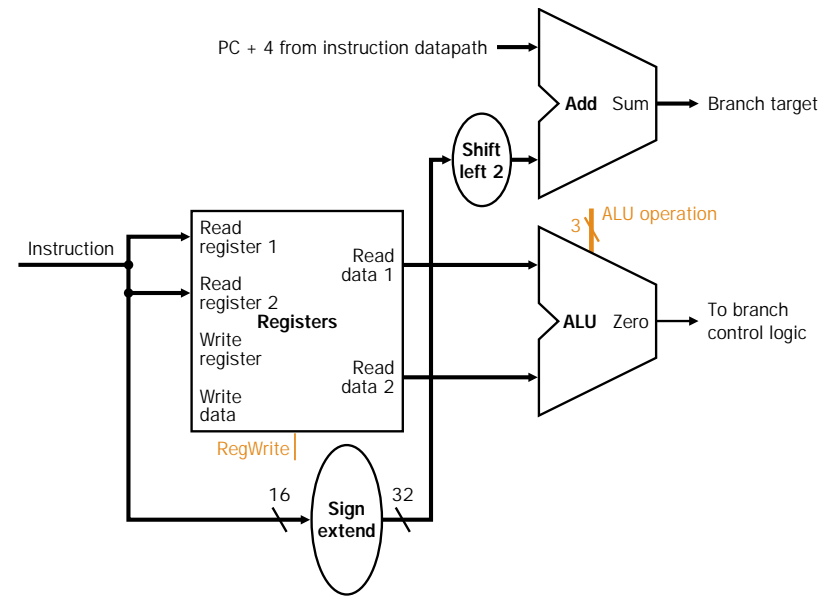 PC + 4 from instruction datapath
Add Sum
Branch target
Shift
left 2
3
ALU operation
Instruction
Read
register 1
Read
data 1
Read
register 2
Registers
Write
register
Read
data 2
Write
data
ALU Zero
To branch
control logic
RegWrite
16
Sign
extend
32